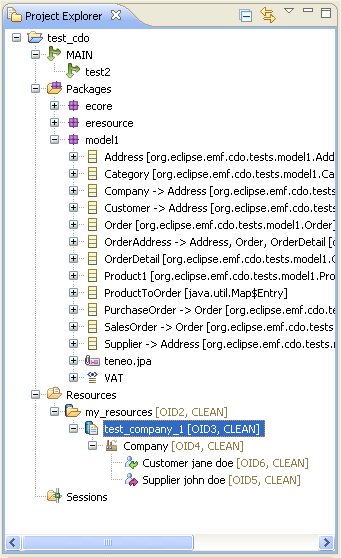 Project Explorer
test_cdo
MAIN
test2
Packages
ecore
eresource
model1
Address [org.eclipse.emf.cdo.tests.model1.Add
Category [org.eclipse.emf.cdo.tests.model1.Ca
Company -> Address [org.eclipse.emf.cdo.tests
Customer -> Address [org.eclipse.emf.cdo.tests
Order [org.eclipse.emf.cdo.tests.model1.Order]
OrderAddress -> Address, Order, OrderDetail [o
OrderDetail [org.eclipse.emf.cdo.tests.model1.O
Product1 [org.eclipse.emf.cdo.tests.model1.Pro
ProductToOrder [java.util.Map$Entry]
PurchaseOrder -> Order [org.eclipse.emf.cdo.te
SalesOrder -> Order [org.eclipse.emf.cdo.tests
Supplier -> Address [org.eclipse.emf.cdo.tests.m
teneo.jpa
VAT
Resources
my_resources [OID2, CLEAN]
test_company_1 [OID3, CLEAN]
Company [OID4, CLEAN]
Customer jane doe [OID6, CLEAN]
Supplier john doe [OID5, CLEAN]
Sessions